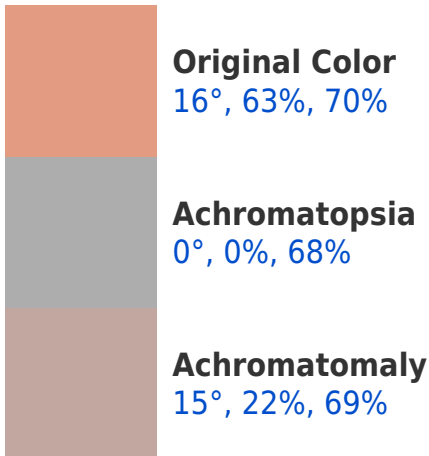 Original Color
16°, 63%, 70%
Achromatopsia
0°, 0%, 68%
Achromatomaly
15°, 22%, 69%